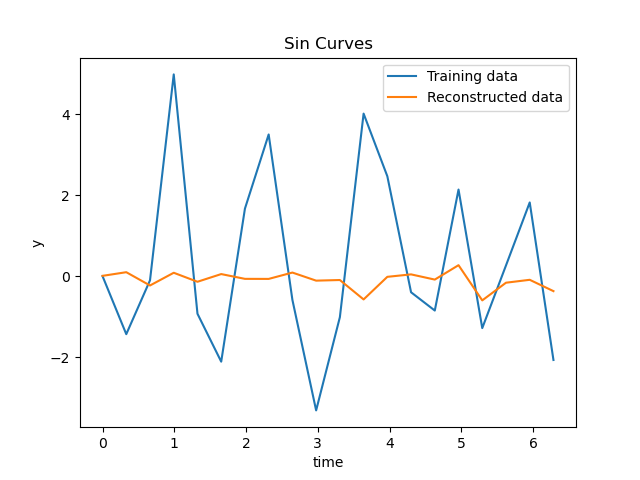 Sin Curves
Training data
Reconstructed data
y
4
2
0
−2
0 1 2 3 4 5 6
time